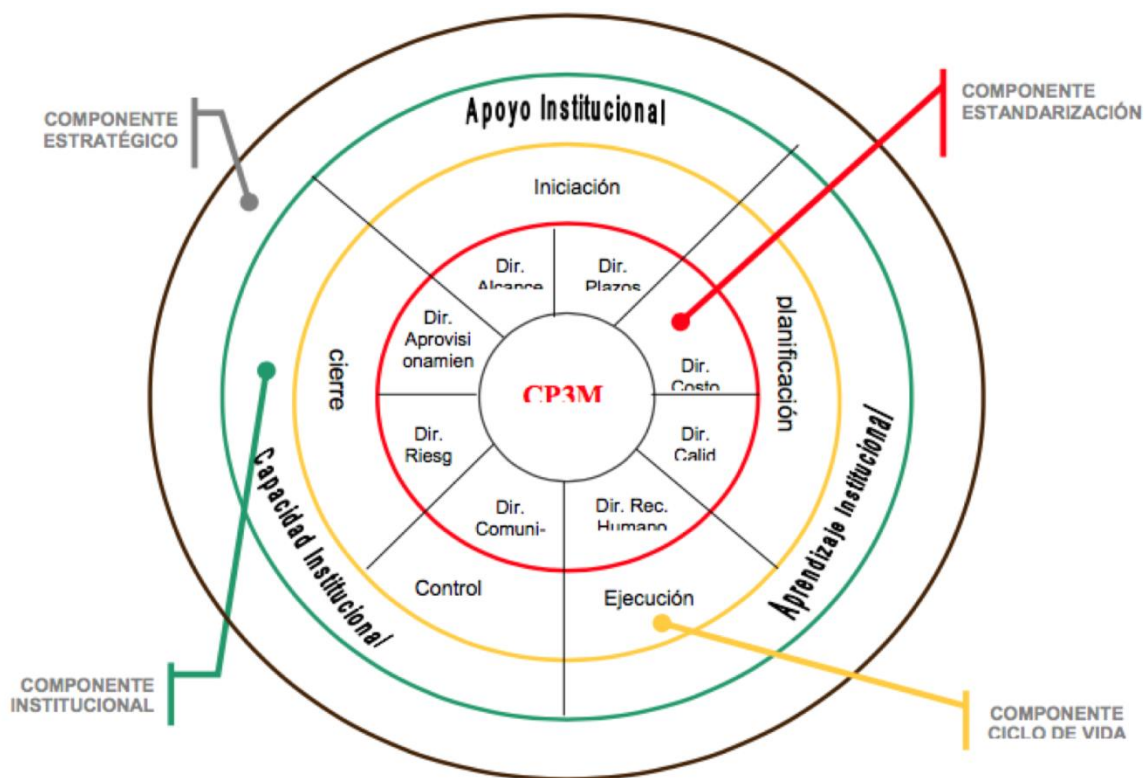 COMPONENTE
ESTRATÉGICO
COMPONENTE
ESTANDARIZACIÓN
Apoyo Institucional
Iniciación
Dir.
Alcance
Dir.
Plazos
Dir.
Aprovisi
onamien
Dir.
Costo
planificación
cierre
CP3M
Dir.
Riesg
Dir.
Calid
Dir.
Comuni-
Dir. Rec.
Humano
Control
Ejecución
Capacidad Institucional
Aprendizaje Institucional
COMPONENTE
INSTITUCIONAL
COMPONENTE
CICLO DE VIDA